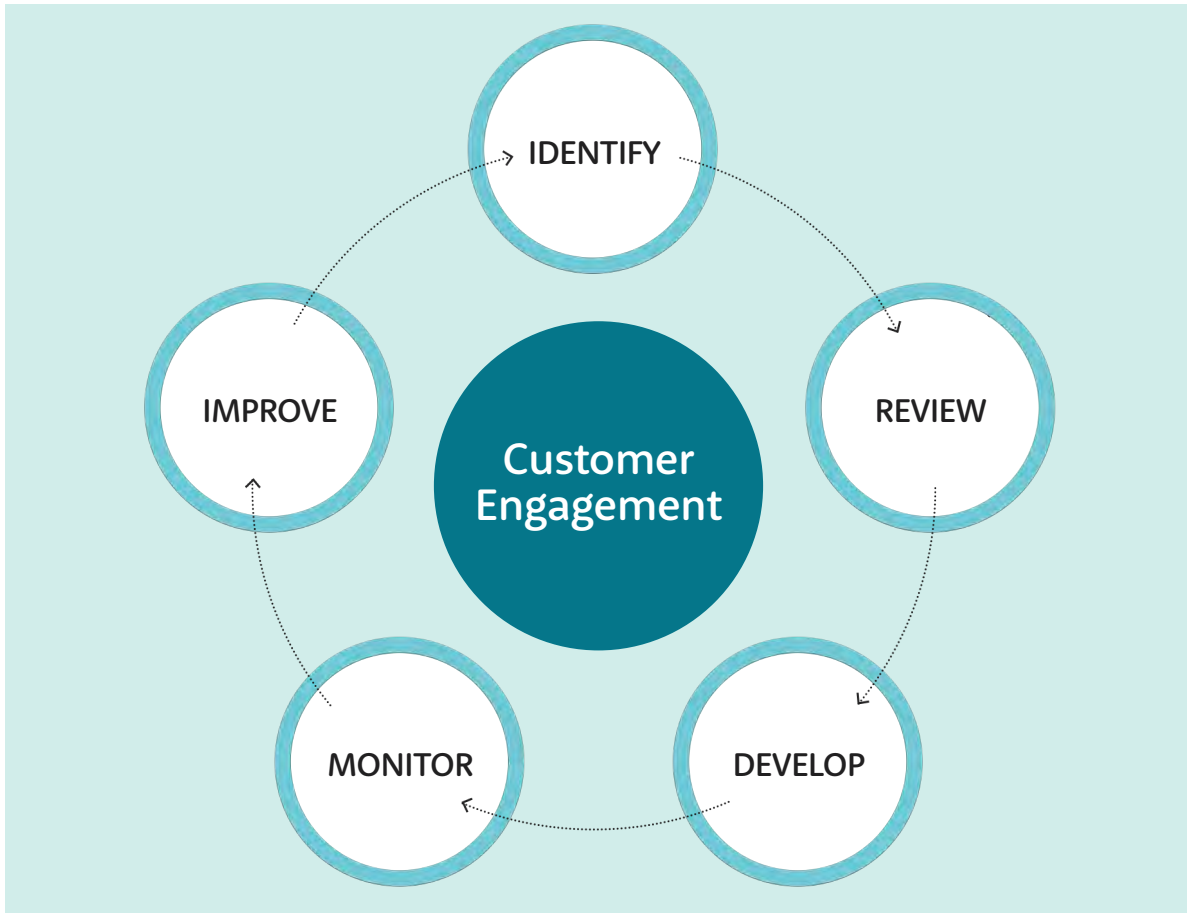 IDENTIFY
REVIEW
DEVELOP
MONITOR
IMPROVE
Customer
Engagement